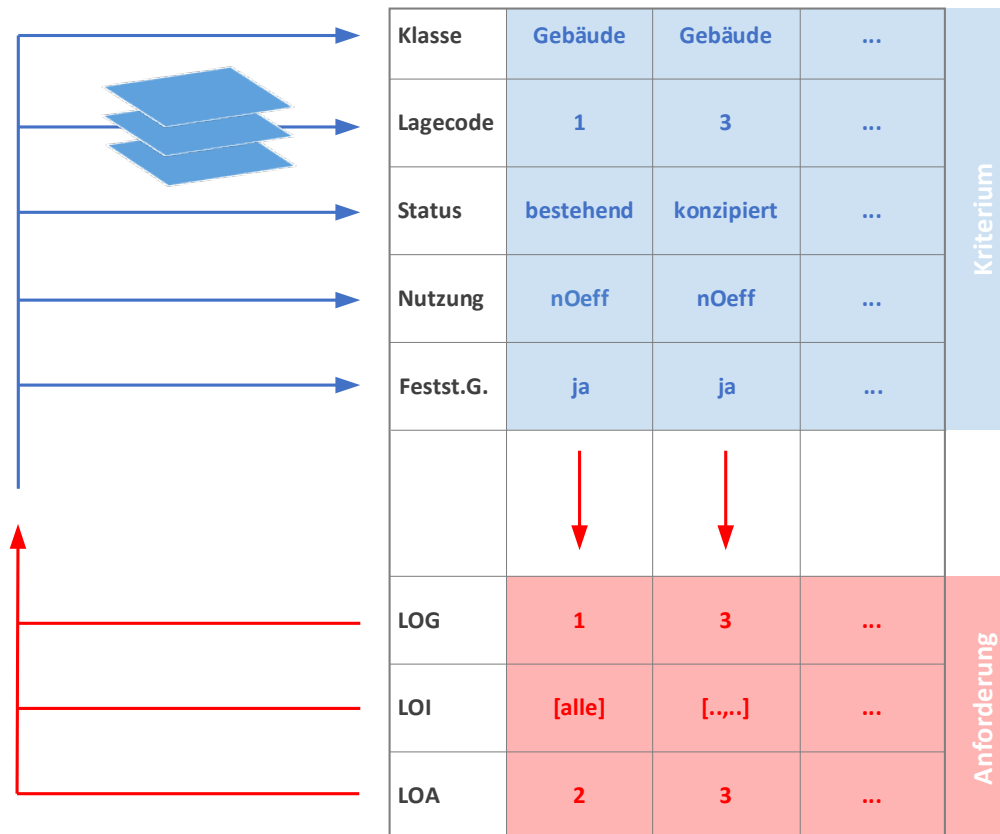 Klasse Gebäude Gebäude ...
Lagecode 1 3 ...
Status bestehend konzipiert ...
Nutzung nOeff nOeff ...
Festst.G. ja ja ...
Kriterium
LOG 1 3 ...
LOI [alle] [..,..] ...
LOA 2 3 ...
Anforderung